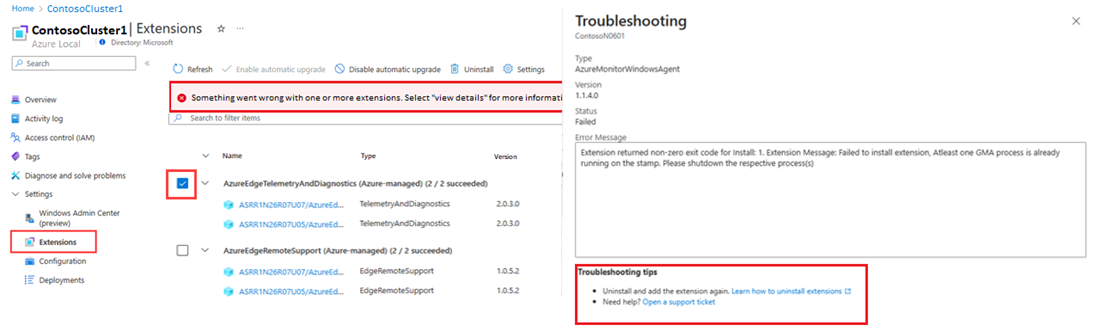 Home > ContosoCluster1
ContosoCluster1 | Extensions
Azure Local
Directory: Microsoft
Search
Overview
Activity log
Access control (IAM)
Tags
Diagnose and solve problems
Settings
Windows Admin Center
(preview)
Extensions
Configuration
Deployments
Refresh Enable automatic upgrade Disable automatic upgrade Uninstall Settings
Something went wrong with one or more extensions. Select "view details" for more informati
Search to filter items
Name Type Version
AzureEdgeTelemetryAndDiagnostics (Azure-managed) (2 / 2 succeeded)
ASRR1N26R07U07/AzureEd... TelemetryAndDiagnostics 2.0.3.0
ASRR1N26R07U05/AzureEd... TelemetryAndDiagnostics 2.0.3.0
AzureEdgeRemoteSupport (Azure-managed) (2 / 2 succeeded)
ASRR1N26R07U07/AzureEd... EdgeRemoteSupport 1.0.5.2
ASRR1N26R07U05/AzureEd... EdgeRemoteSupport 1.0.5.2
Troubleshooting
ContosoN0601
Type
AzureMonitorWindowsAgent
Version
1.1.4.0
Status
Failed
Error Message
Extension returned non-zero exit code for Install: 1. Extension Message: Failed to install extension, Atleast one GMA process is already
running on the stamp. Please shutdown the respective process(s)
Troubleshooting tips
• Uninstall and add the extension again. Learn how to uninstall extensions
• Need help? Open a support ticket